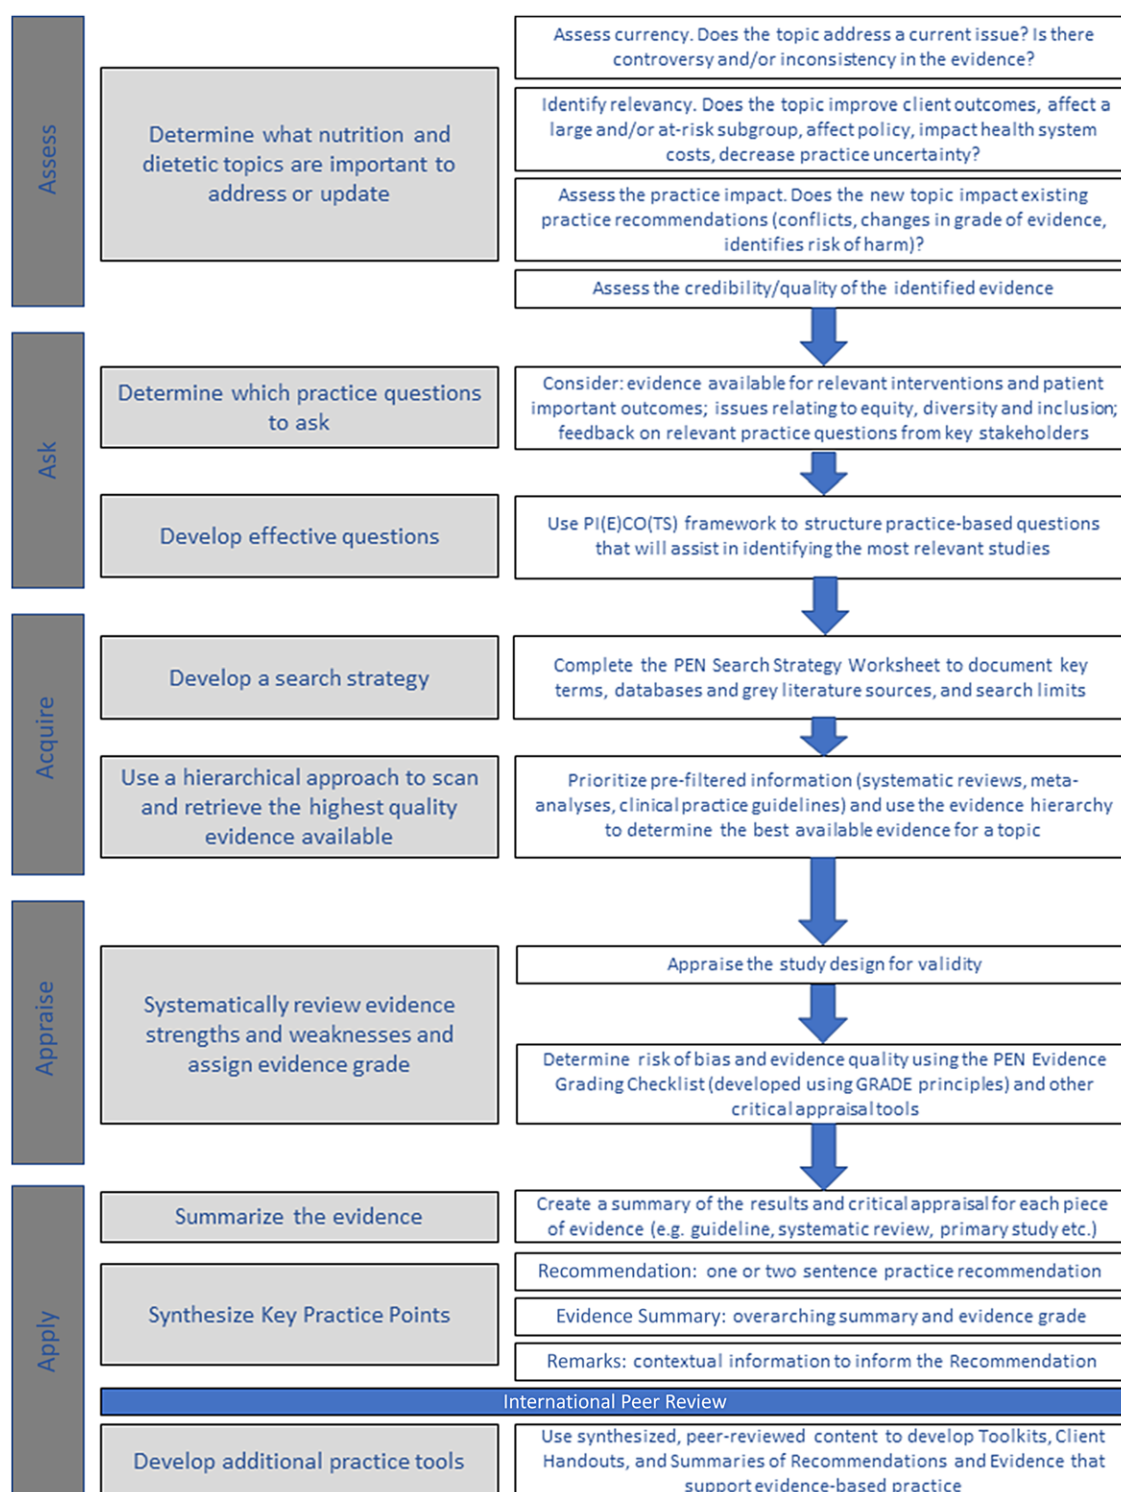 Assess
Determine what nutrition and
dietetic topics are important to
address or update
Assess currency. Does the topic address a current issue? Is there
controversy and/or inconsistency in the evidence?
Identify relevancy. Does the topic improve client outcomes, affect a
large and/or at-risk subgroup, affect policy, impact health system
costs, decrease practice uncertainty?
Assess the practice impact. Does the new topic impact existing
practice recommendations (conflicts, changes in grade of evidence,
identifies risk of harm)?
Assess the credibility/quality of the identified evidence
Ask
Determine which practice questions
to ask
Consider: evidence available for relevant interventions and patient
important outcomes; issues relating to equity, diversity and inclusion;
feedback on relevant practice questions from key stakeholders
Develop effective questions
Use PI(E)CO(TS) framework to structure practice-based questions
that will assist in identifying the most relevant studies
Acquire
Develop a search strategy
Complete the PEN Search Strategy Worksheet to document key
terms, databases and grey literature sources, and search limits
Use a hierarchical approach to scan
and retrieve the highest quality
evidence available
Prioritize pre-filtered information (systematic reviews, meta-
analyses, clinical practice guidelines) and use the evidence hierarchy
to determine the best available evidence for a topic
Appraise
Systematically review evidence
strengths and weaknesses and
assign evidence grade
Appraise the study design for validity
Determine risk of bias and evidence quality using the PEN Evidence
Grading Checklist (developed using GRADE principles) and other
critical appraisal tools
Apply
Summarize the evidence
Create a summary of the results and critical appraisal for each piece
of evidence (e.g. guideline, systematic review, primary study etc.)
Synthesize Key Practice Points
Recommendation: one or two sentence practice recommendation
Evidence Summary: overarching summary and evidence grade
Remarks: contextual information to inform the Recommendation
International Peer Review
Develop additional practice tools
Use synthesized, peer-reviewed content to develop Toolkits, Client
Handouts, and Summaries of Recommendations and Evidence that
support evidence-based practice